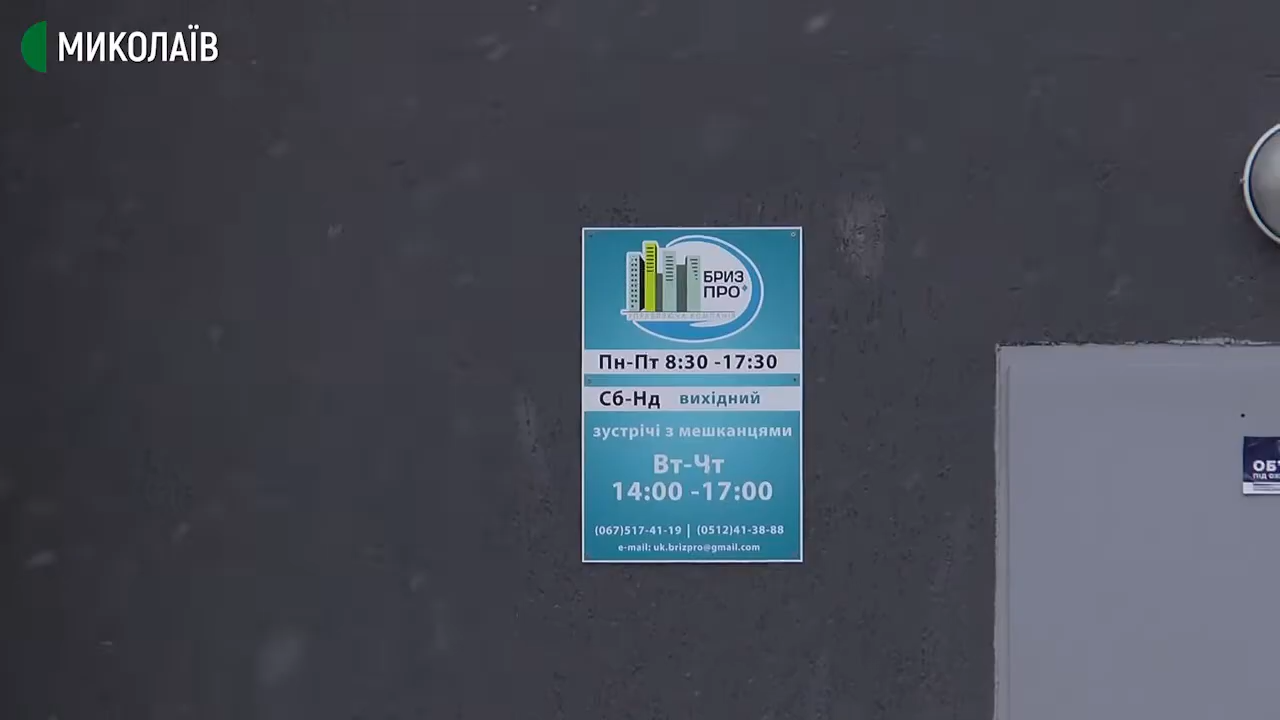 МИКОЛАЇВ
БРИЗ
ПРО
Пн-Пт 8:30 -17:30
Сб-Нд вихідний
зустрічі з мешканцями
Вт-Чт
14:00 -17:00
(067)517-41-19 | (0512)41-38-88
e-mail: uk.brizpro@gmail.com